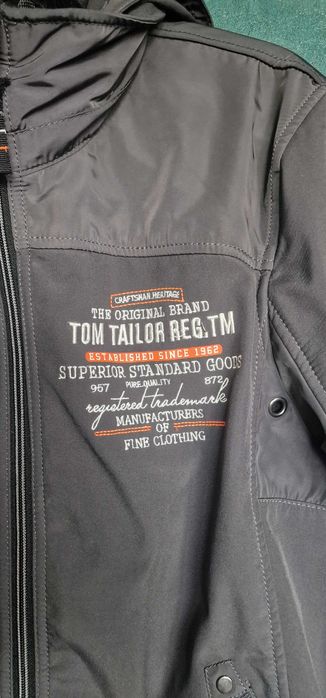 CRAFTSMAN.HERITAGE
THE ORIGINAL BRAND
TOM TAILOR REG.TM
ESTABLISHED SINCE 1962
SUPERIOR STANDARD GOODS
957 PURE.QUALITY 872
registered trademark
MANUFACTURERS
OF
FINE CLOTHING